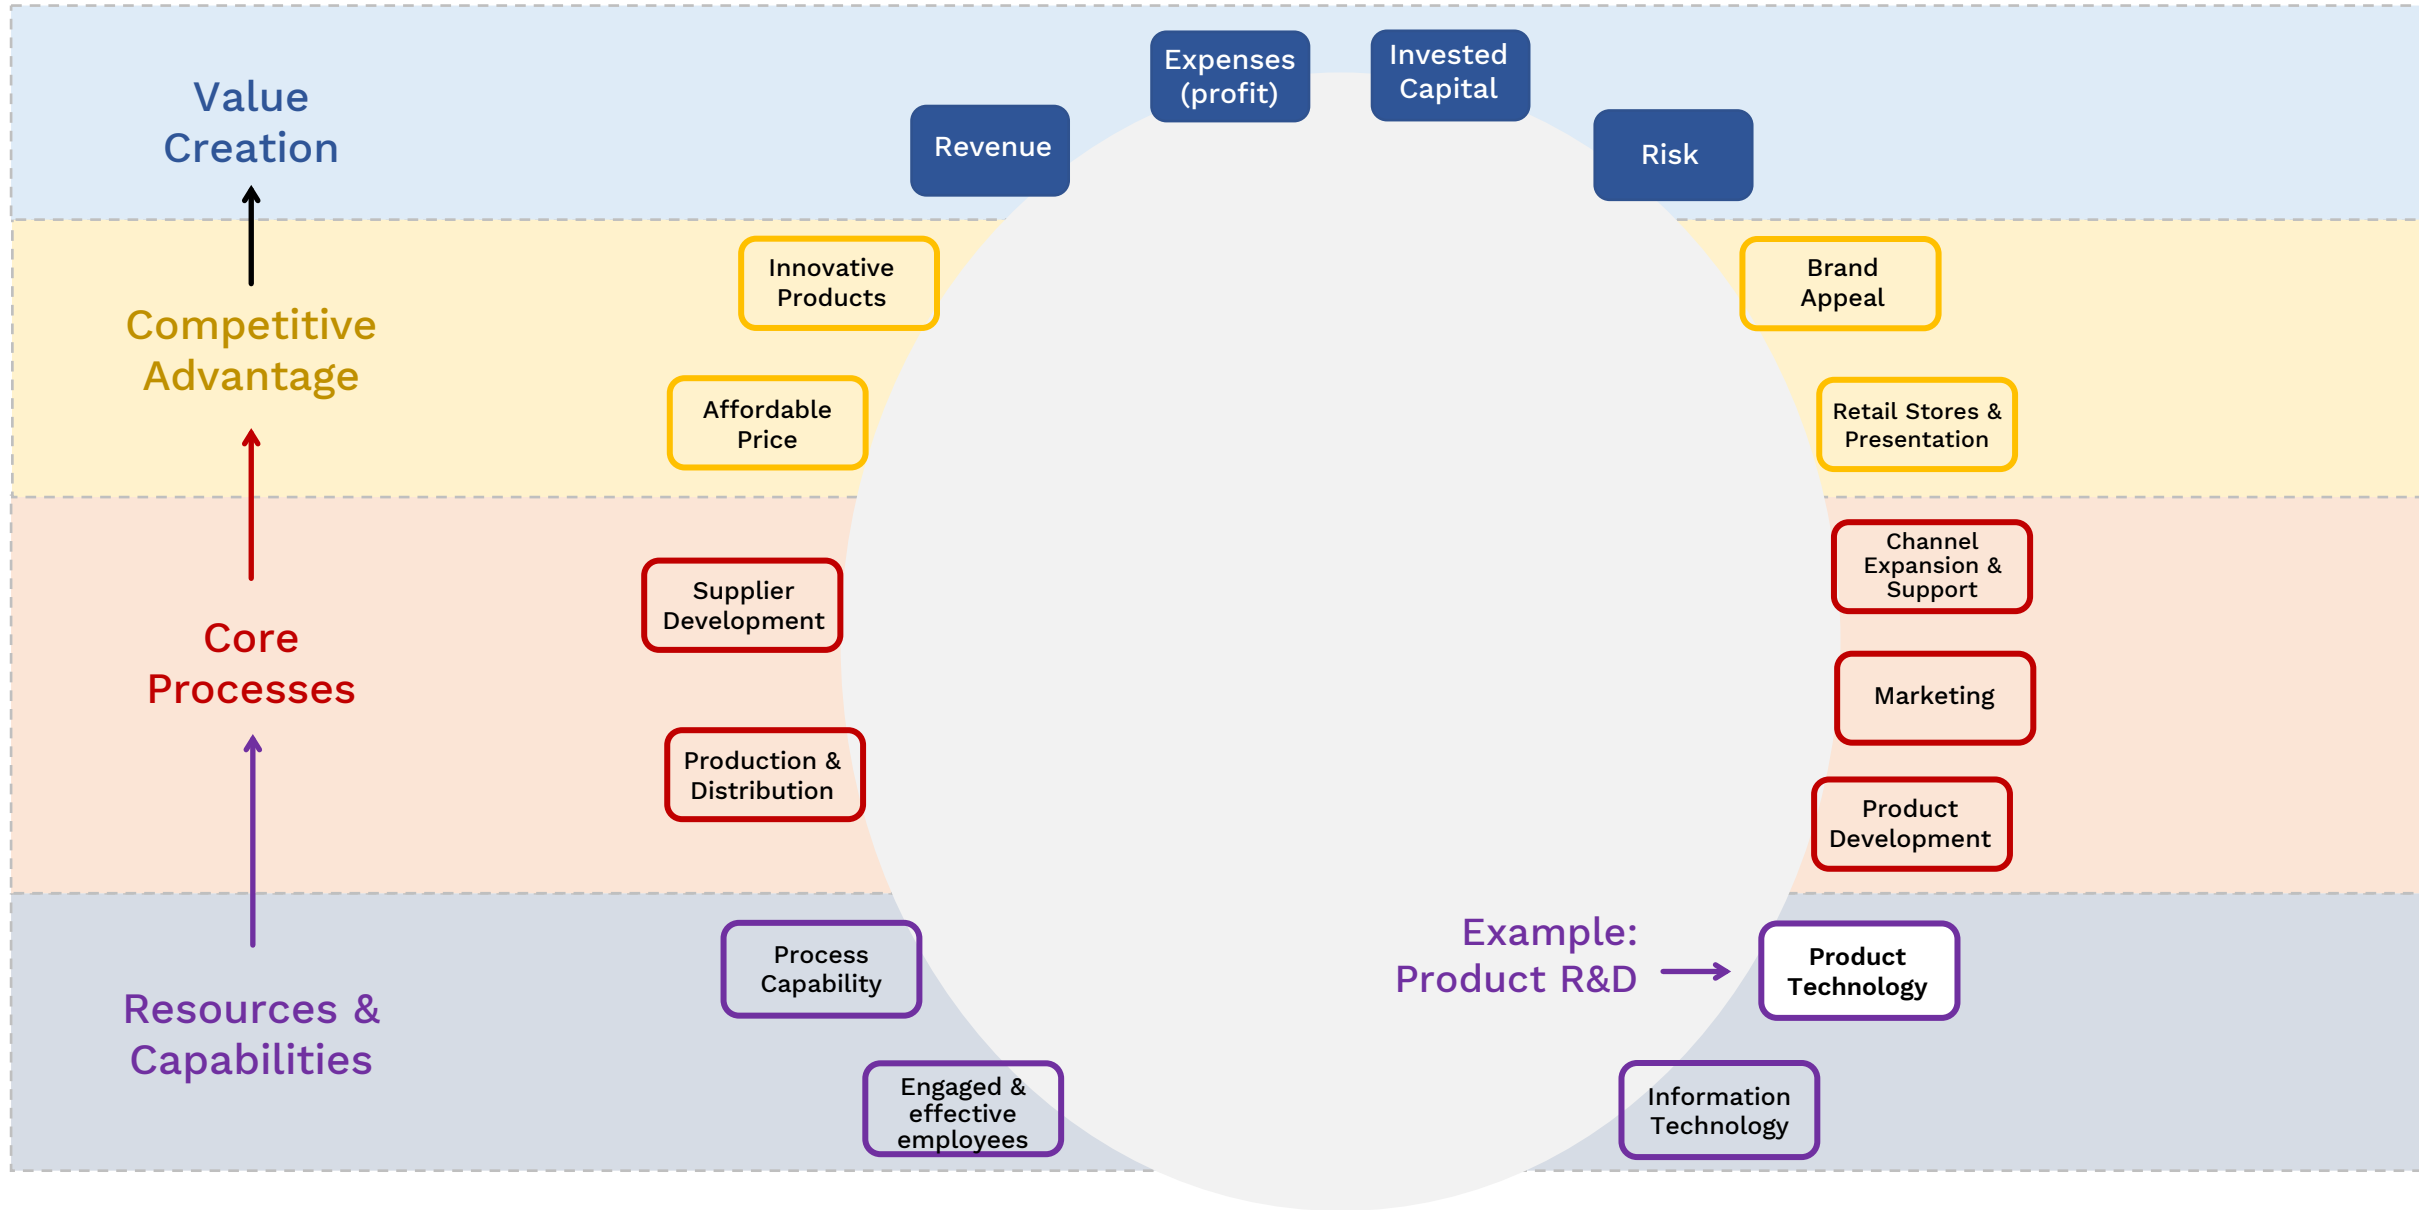 Value
Creation
Expenses
(profit)
Invested
Capital
Revenue
Risk
Competitive
Advantage
Innovative
Products
Brand
Appeal
Affordable
Price
Retail Stores &
Presentation
Core
Processes
Supplier
Development
Channel
Expansion &
Support
Marketing
Production &
Distribution
Product
Development
Resources &
Capabilities
Process
Capability
Example:
Product R&D
Product
Technology
Engaged &
effective
employees
Information
Technology